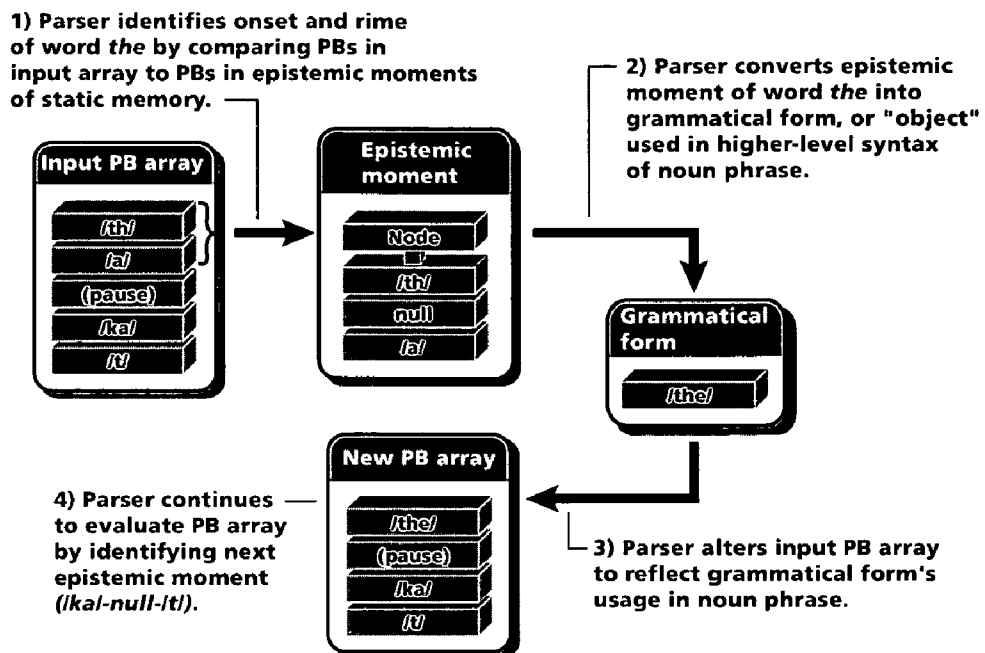 1) Parser identifies onset and rime
of word the by comparing PBs in
input array to PBs in epistemic moments
of static memory.
2) Parser converts epistemic
moment of word the into
grammatical form, or "object"
used in higher-level syntax
of noun phrase.
Input PB array
/th/
/a/
(pause)
/ka/
/t/
Epistemic
moment
Node
/th/
null
/a/
Grammatical
form
/the/
New PB array
/the/
(pause)
/ka/
/t/
4) Parser continues
to evaluate PB array
by identifying next
epistemic moment
(/ka/-null-/t/).
3) Parser alters input PB array
to reflect grammatical form's
usage in noun phrase.